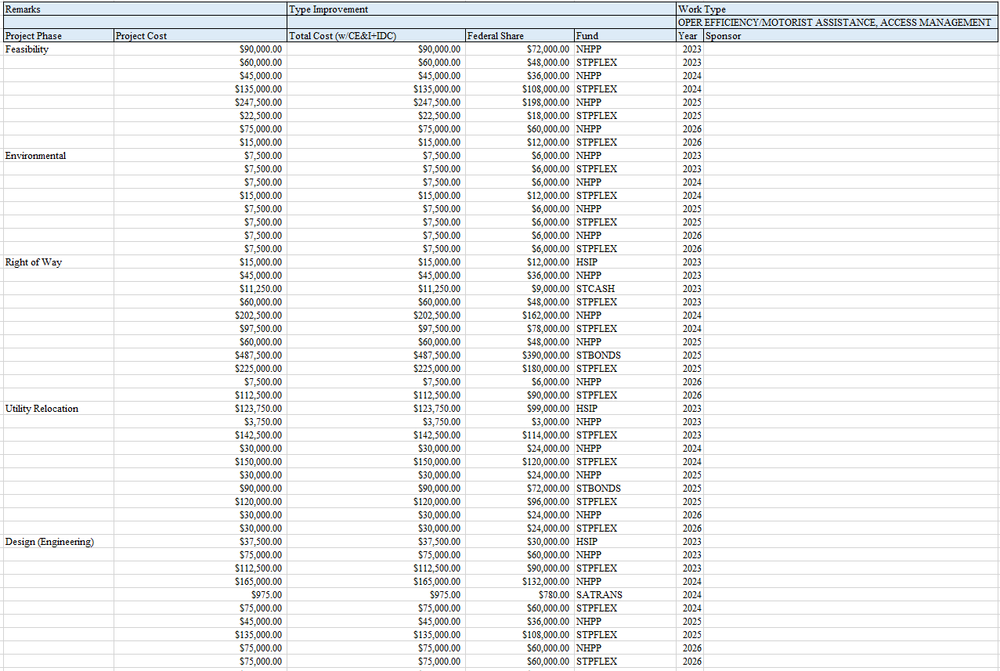 Remarks Type Improvement Work Type
OPER EFFICIENCY/MOTORIST ASSISTANCE, ACCESS MANAGEMENT
Project Phase Project Cost Total Cost (w/CE&I+IDC) Federal Share Fund Year Sponsor
Feasibility $90,000.00 $90,000.00 $72,000.00 NHPP 2023
$60,000.00 $60,000.00 $48,000.00 STPFLEX 2023
$45,000.00 $45,000.00 $36,000.00 NHPP 2024
$135,000.00 $135,000.00 $108,000.00 STPFLEX 2024
$247,500.00 $247,500.00 $198,000.00 NHPP 2025
$22,500.00 $22,500.00 $18,000.00 STPFLEX 2025
$75,000.00 $75,000.00 $60,000.00 NHPP 2026
$15,000.00 $15,000.00 $12,000.00 STPFLEX 2026
Environmental $7,500.00 $7,500.00 $6,000.00 NHPP 2023
$7,500.00 $7,500.00 $6,000.00 STPFLEX 2023
$7,500.00 $7,500.00 $6,000.00 NHPP 2024
$15,000.00 $15,000.00 $12,000.00 STPFLEX 2024
$7,500.00 $7,500.00 $6,000.00 NHPP 2025
$7,500.00 $7,500.00 $6,000.00 STPFLEX 2025
$7,500.00 $7,500.00 $6,000.00 NHPP 2026
$7,500.00 $7,500.00 $6,000.00 STPFLEX 2026
Right of Way $15,000.00 $15,000.00 $12,000.00 HSIP 2023
$45,000.00 $45,000.00 $36,000.00 NHPP 2023
$11,250.00 $11,250.00 $9,000.00 STCASH 2023
$60,000.00 $60,000.00 $48,000.00 STPFLEX 2023
$202,500.00 $202,500.00 $162,000.00 NHPP 2024
$97,500.00 $97,500.00 $78,000.00 STPFLEX 2024
$60,000.00 $60,000.00 $48,000.00 NHPP 2025
$487,500.00 $487,500.00 $390,000.00 STBONDS 2025
$225,000.00 $225,000.00 $180,000.00 STPFLEX 2025
$7,500.00 $7,500.00 $6,000.00 NHPP 2026
$112,500.00 $112,500.00 $90,000.00 STPFLEX 2026
Utility Relocation $123,750.00 $123,750.00 $99,000.00 HSIP 2023
$3,750.00 $3,750.00 $3,000.00 NHPP 2023
$142,500.00 $142,500.00 $114,000.00 STPFLEX 2023
$30,000.00 $30,000.00 $24,000.00 NHPP 2024
$150,000.00 $150,000.00 $120,000.00 STPFLEX 2024
$30,000.00 $30,000.00 $24,000.00 NHPP 2025
$90,000.00 $90,000.00 $72,000.00 STBONDS 2025
$120,000.00 $120,000.00 $96,000.00 STPFLEX 2025
$30,000.00 $30,000.00 $24,000.00 NHPP 2026
$30,000.00 $30,000.00 $24,000.00 STPFLEX 2026
Design (Engineering) $37,500.00 $37,500.00 $30,000.00 HSIP 2023
$75,000.00 $75,000.00 $60,000.00 NHPP 2023
$112,500.00 $112,500.00 $90,000.00 STPFLEX 2023
$165,000.00 $165,000.00 $132,000.00 NHPP 2024
$975.00 $975.00 $780.00 SATRANS 2024
$75,000.00 $75,000.00 $60,000.00 STPFLEX 2024
$45,000.00 $45,000.00 $36,000.00 NHPP 2025
$135,000.00 $135,000.00 $108,000.00 STPFLEX 2025
$75,000.00 $75,000.00 $60,000.00 NHPP 2026
$75,000.00 $75,000.00 $60,000.00 STPFLEX 2026